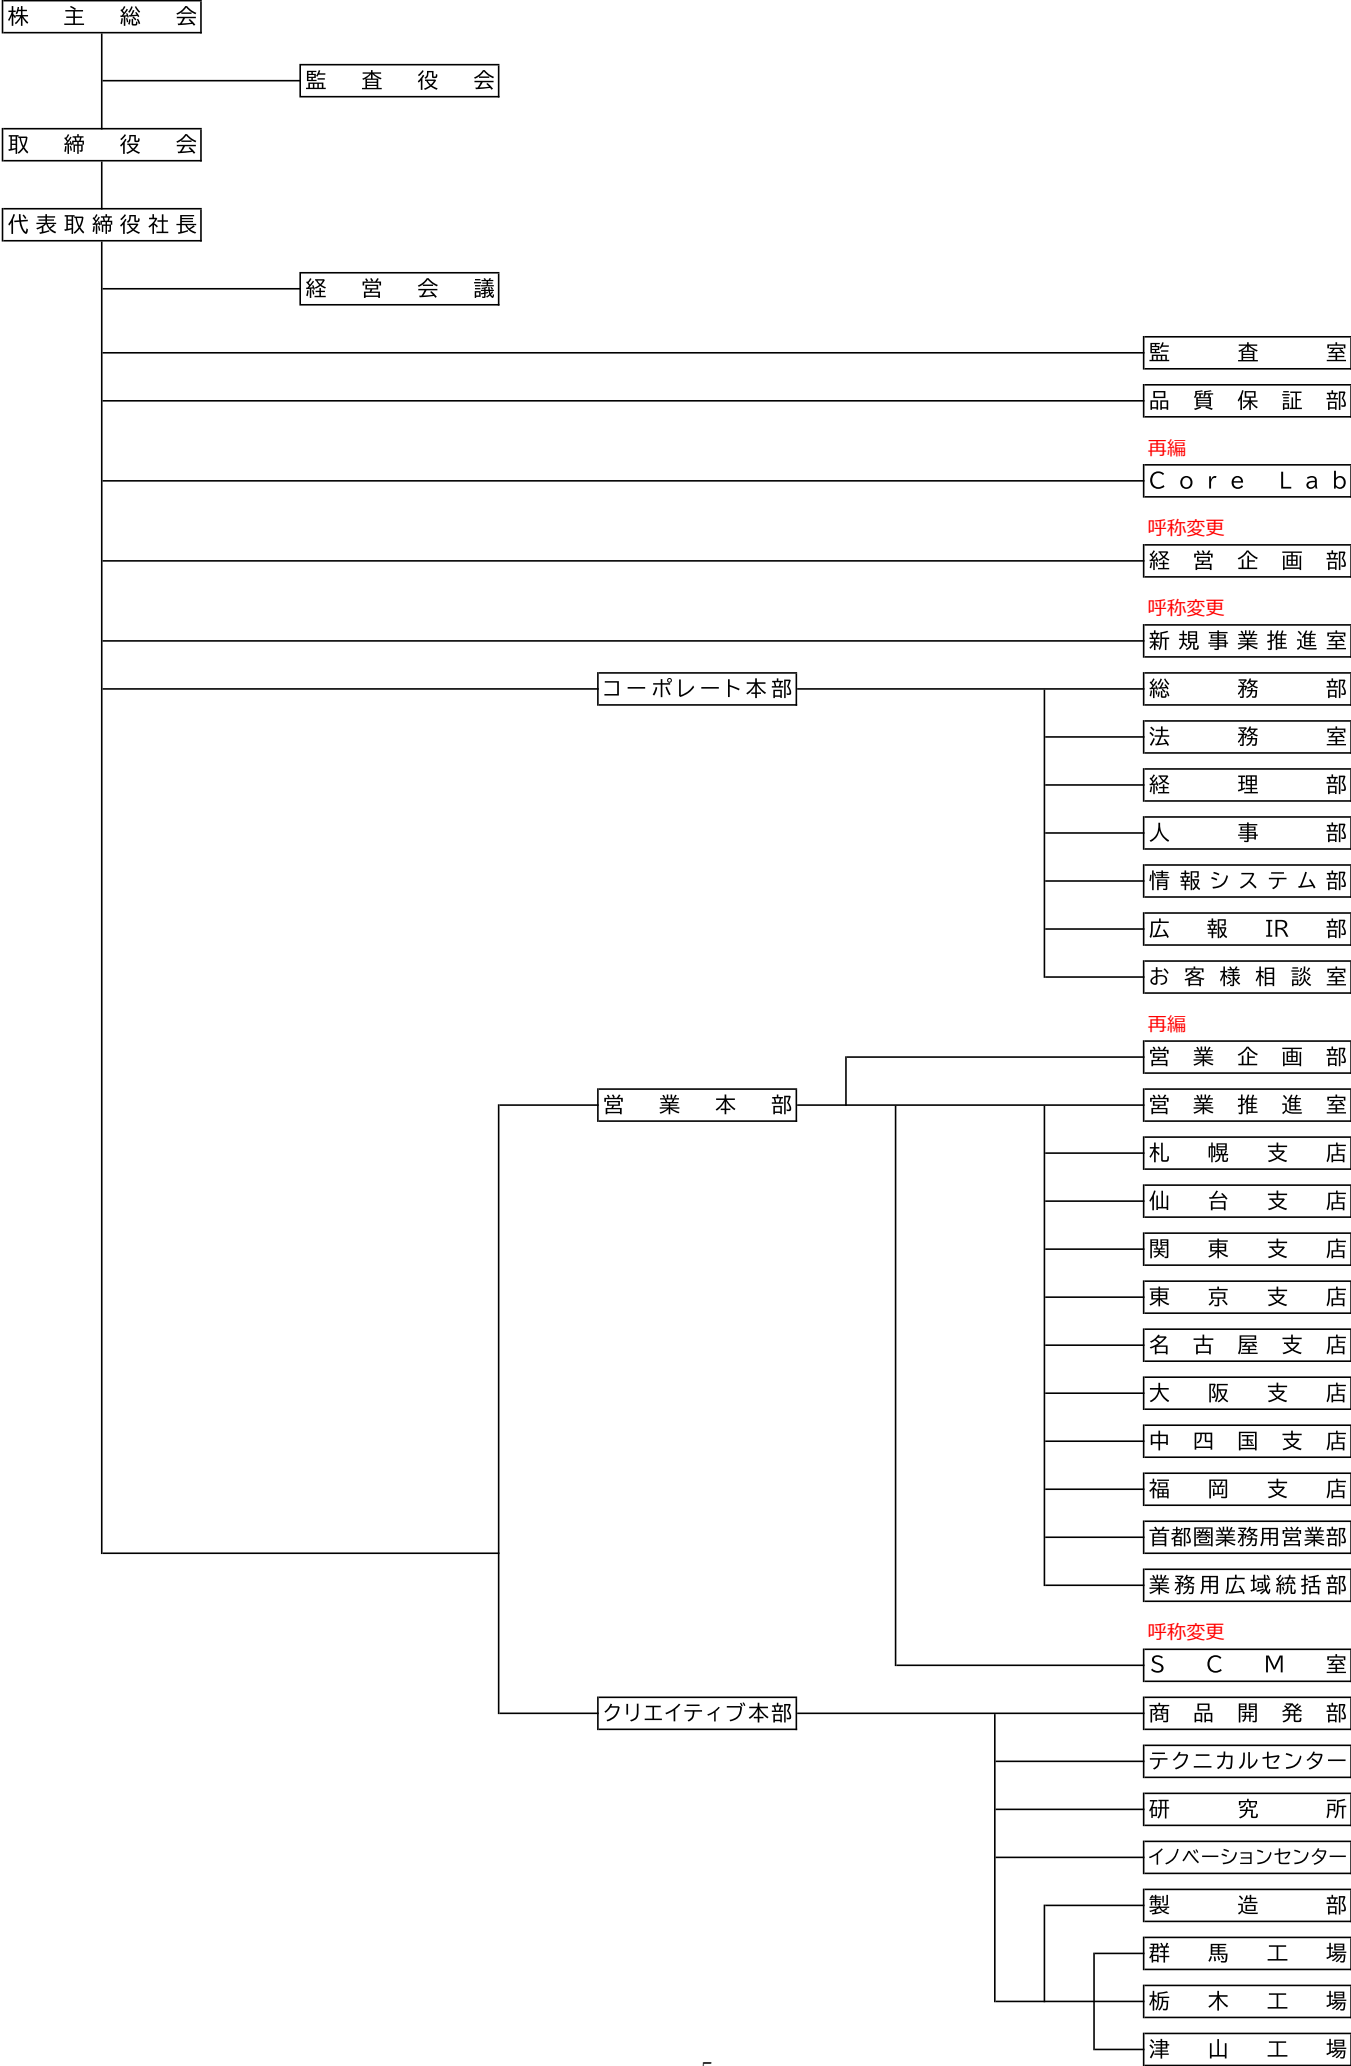 株主総会
監査役会
取締役会
代表取締役社長
経営会議
監査室
品質保証部
再編
Core Lab
呼称変更
経営企画部
呼称変更
新規事業推進室
コーポレート本部
総務部
法務室
経理部
人事部
情報システム部
広報IR部
お客様相談室
再編
営業企画部
営業本部
営業推進室
札幌支店
仙台支店
関東支店
東京支店
名古屋支店
大阪支店
中四国支店
福岡支店
首都圏業務用営業部
業務用広域統括部
呼称変更
SCM室
クリエイティブ本部
商品開発部
テクニカルセンター
研究所
イノベーションセンター
製造部
群馬工場
栃木工場
津山工場